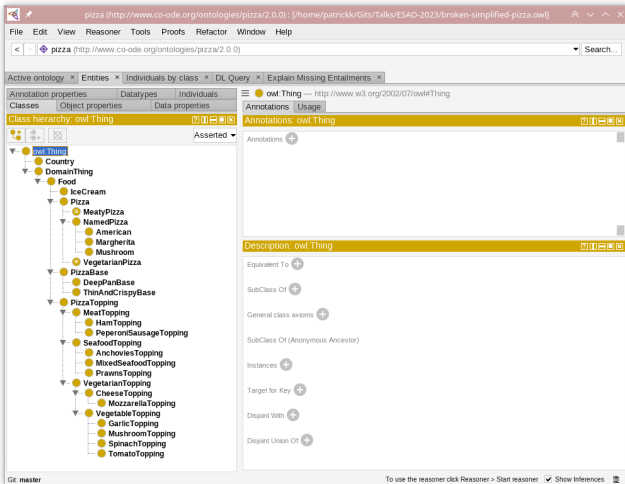 pizza (http://www.co-ode.org/ontologies/pizza/2.0.0) : [/home/patrickk/Gits/Talks/ESAO-2023/broken-simplified-pizza.owl]
File Edit View Reasoner Tools Proofs Refactor Window Help
< > pizza (http://www.co-ode.org/ontologies/pizza/2.0.0) Search...
Active ontology × Entities × Individuals by class × DL Query × Explain Missing Entailments ×
Annotation properties Datatypes Individuals
Classes Object properties Data properties
Class hierarchy: owl:Thing
Asserted
owl:Thing
Country
DomainThing
Food
IceCream
Pizza
MeatyPizza
NamedPizza
American
Margherita
Mushroom
VegetarianPizza
PizzaBase
DeepPanBase
ThinAndCrispyBase
PizzaTopping
MeatTopping
HamTopping
PeperoniSausageTopping
SeafoodTopping
AnchoviesTopping
MixedSeafoodTopping
PrawnsTopping
VegetarianTopping
CheeseTopping
MozzarellaTopping
VegetableTopping
GarlicTopping
MushroomTopping
SpinachTopping
TomatoTopping
owl:Thing — http://www.w3.org/2002/07/owl#Thing
Annotations Usage
Annotations: owl:Thing
Annotations
Description: owl:Thing
Equivalent To
SubClass Of
General class axioms
SubClass Of (Anonymous Ancestor)
Instances
Target for Key
Disjoint With
Disjoint Union Of
Git: master
To use the reasoner click Reasoner > Start reasoner Show Inferences